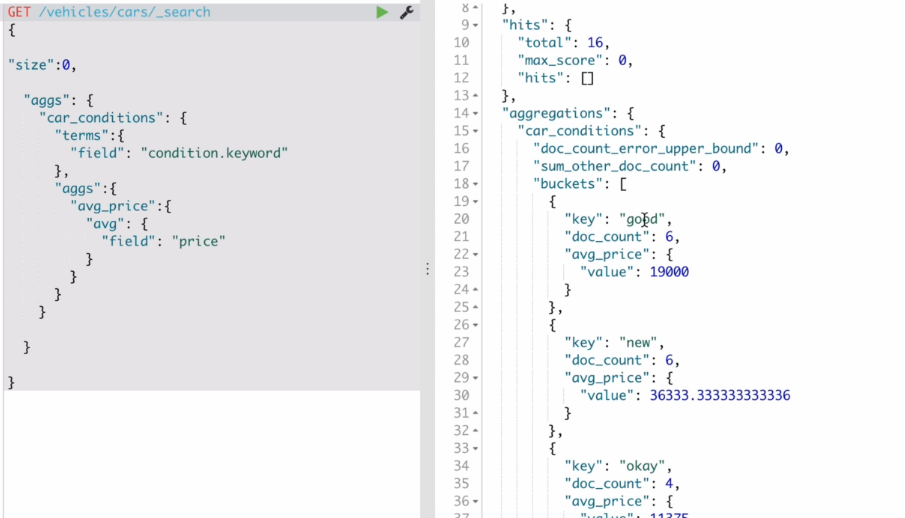 GET /vehicles/cars/_search
{
"size":0,
"aggs": {
"car_conditions": {
"terms":{
"field": "condition.keyword"
},
"aggs":{
"avg_price":{
"avg": {
"field": "price"
}
}
}
}
}
}
8 },
9 "hits": {
10 "total": 16,
11 "max_score": 0,
12 "hits": []
13 },
14 "aggregations": {
15 "car_conditions": {
16 "doc_count_error_upper_bound": 0,
17 "sum_other_doc_count": 0,
18 "buckets": [
19 {
20 "key": "good",
21 "doc_count": 6,
22 "avg_price": {
23 "value": 19000
24 }
25 },
26 {
27 "key": "new",
28 "doc_count": 6,
29 "avg_price": {
30 "value": 36333.333333333336
31 }
32 },
33 {
34 "key": "okay",
35 "doc_count": 4,
36 "avg_price": {
37 "value": 11375